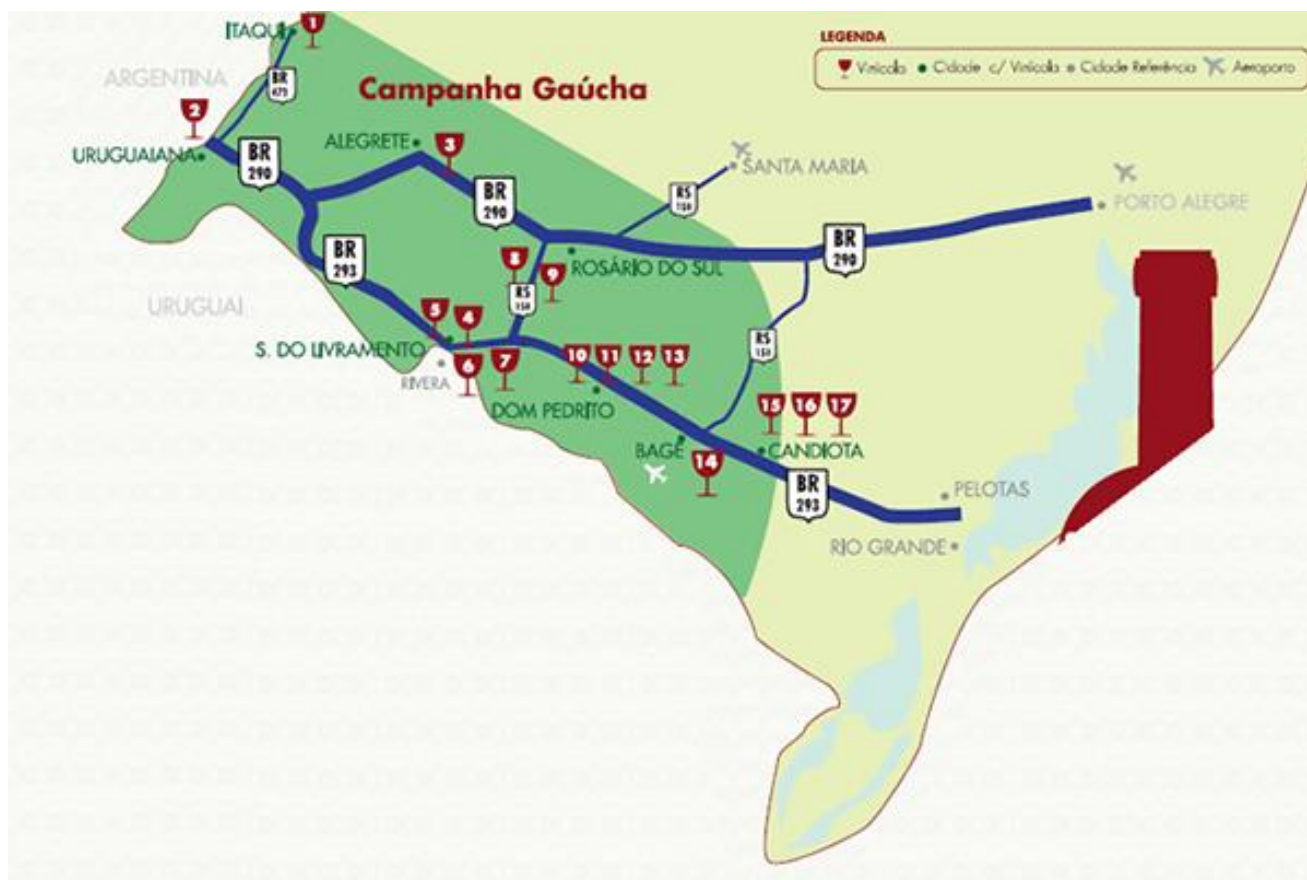 LEGENDA
Vinícola
Cidade c/ Vinícola
Cidade Referência
Aeroporto
ITAQUI
1
ARGENTINA
BR
Campanha Gaúcha
2
ALEGRETE
3
URUGUAIANA
BR
290
SANTA MARIA
BR
290
RS
PORTO ALEGRE
BR
293
8
9
ROSÁRIO DO SUL
BR
290
RS
URUGUAI
5
4
S. DO LIVRAMENTO
RIVERA
6
7
10
11
12
13
RS
DOM PEDRITO
15
16
17
BAGÉ
CANDIOTA
14
BR
293
PELOTAS
RIO GRANDE